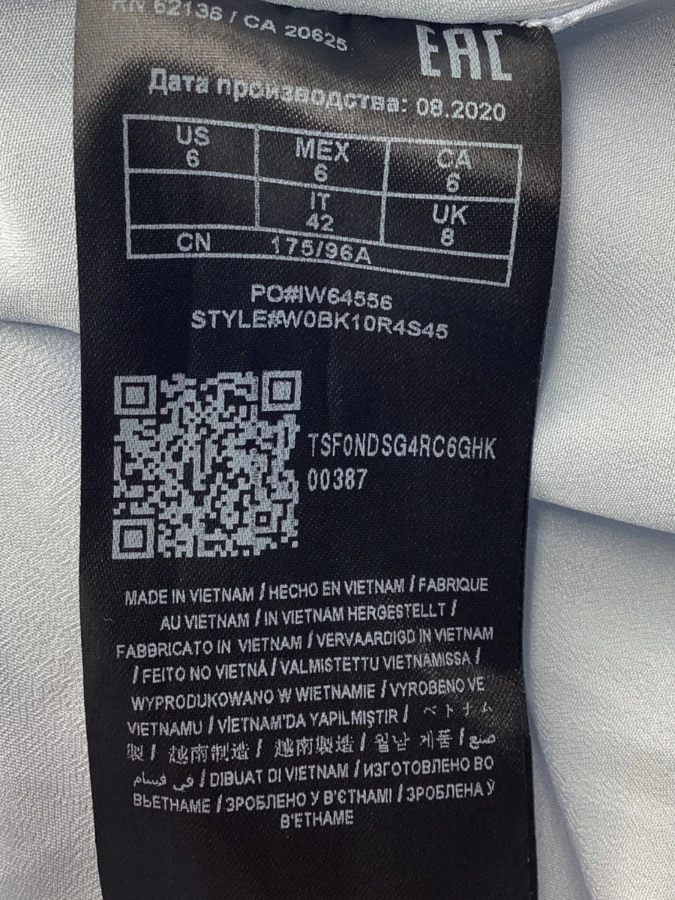 RN 62136 / CA 20625
EAC
Дата производства: 08.2020
US 6 MEX 6 CA 6
IT 42 UK 8
CN 175/96A
PO#IW64556
STYLE#W0BK10R4S45
TSF0NDSG4RC6GHK
00387
MADE IN VIETNAM / HECHO EN VIETNAM / FABRIQUE
AU VIETNAM / IN VIETNAM HERGESTELLT /
FABBRICATO IN VIETNAM / VERVAARDIGD IN VIETNAM
/ FEITO NO VIETNÃ / VALMISTETTU VIETNAMISSA /
WYPRODUKOWANO W WIETNAMIE / VYROBENO VE
VIETNAMU / VIETNAM'DA YAPILMIŞTIR / ベトナム
製 / 越南制造 / 越南製造 / 월남 제품 / صنع
في فيتنام / DIBUAT DI VIETNAM / ИЗГОТОВЛЕНО ВО
ВЬЕТНАМЕ / ЗРОБЛЕНО У В'ЄТНАМІ / ЗРОБЛЕНА Ў
В'ЕТНАМЕ